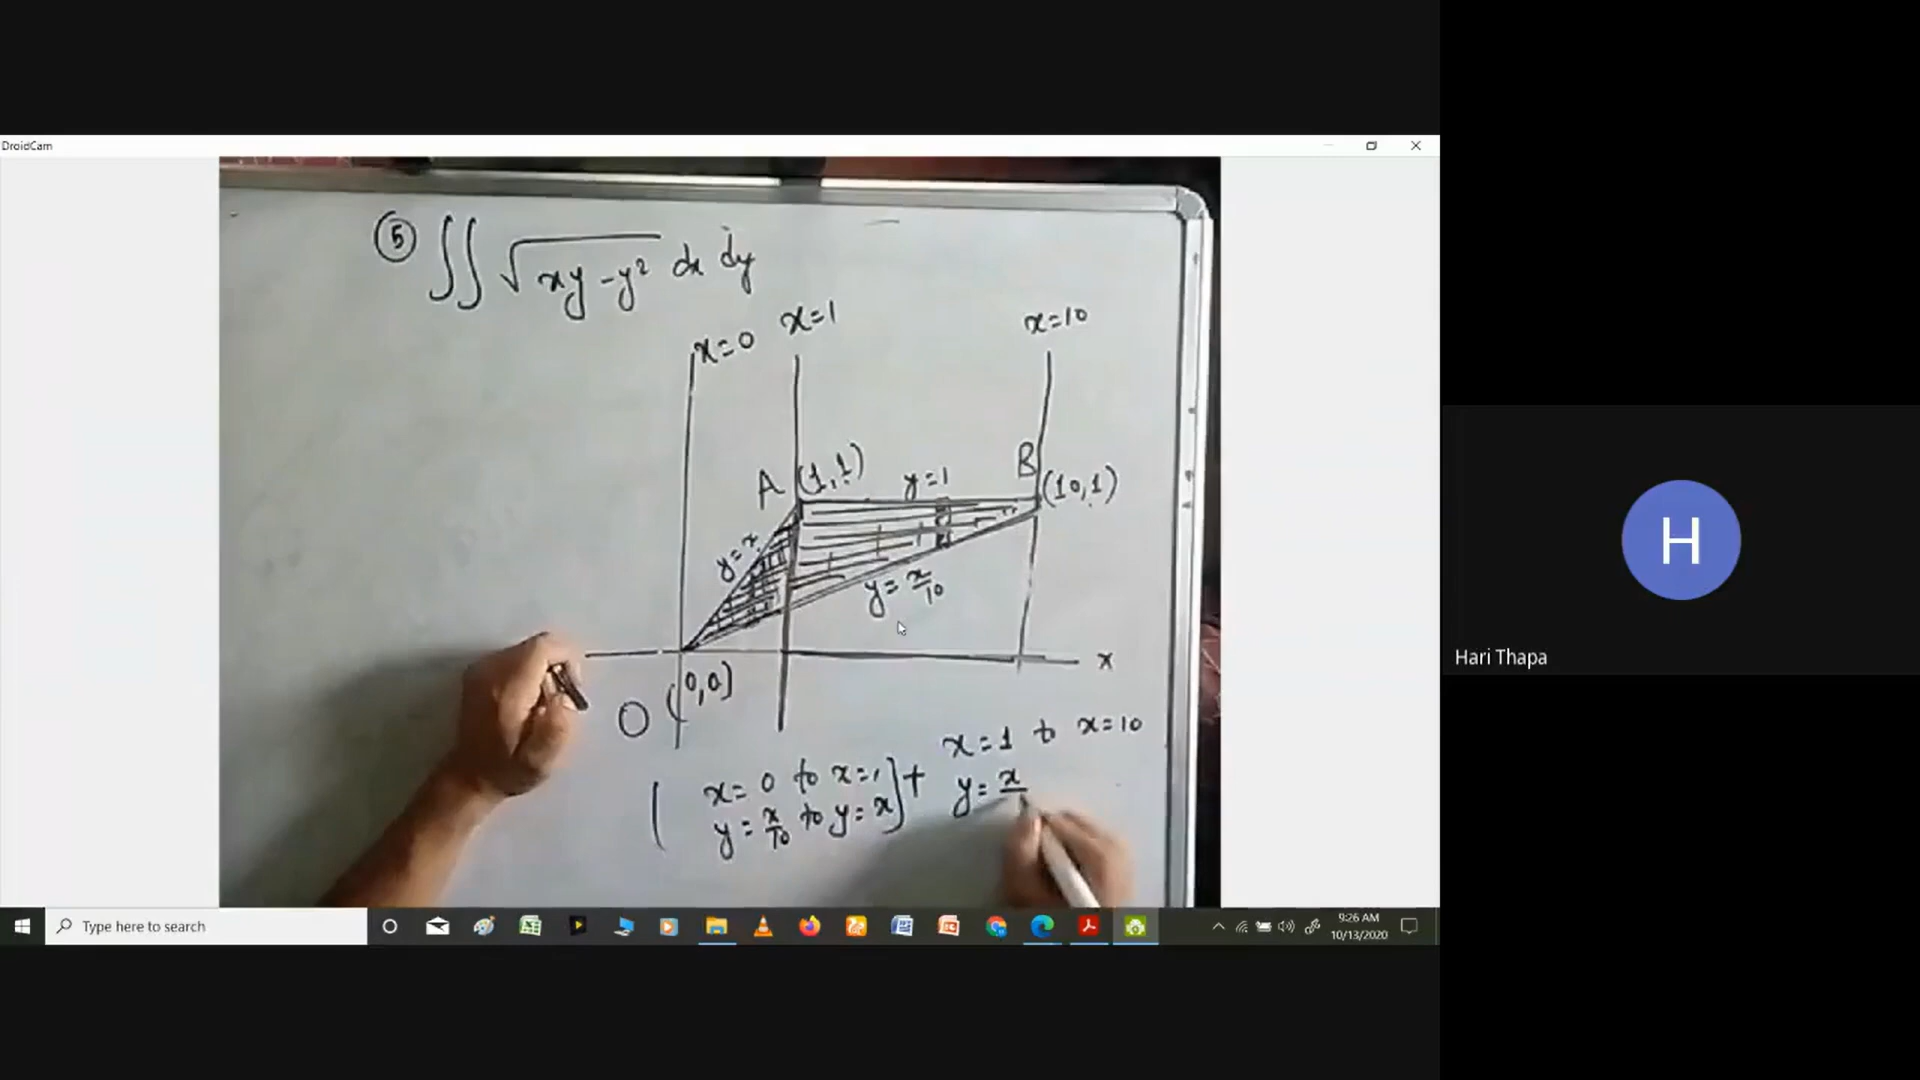 DroidCam
⑤ ∫∫ √xy-y² dx dy
x=0
x=1
x=10
A (1,1)
y=1
B
(10,1)
y=x
y=x/10
x
O (0,0)
x=0 to x=1
y=x/10 to y=x
+
x=1 to x=10
y=x
H
Hari Thapa
Type here to search
9:26 AM
10/13/2020